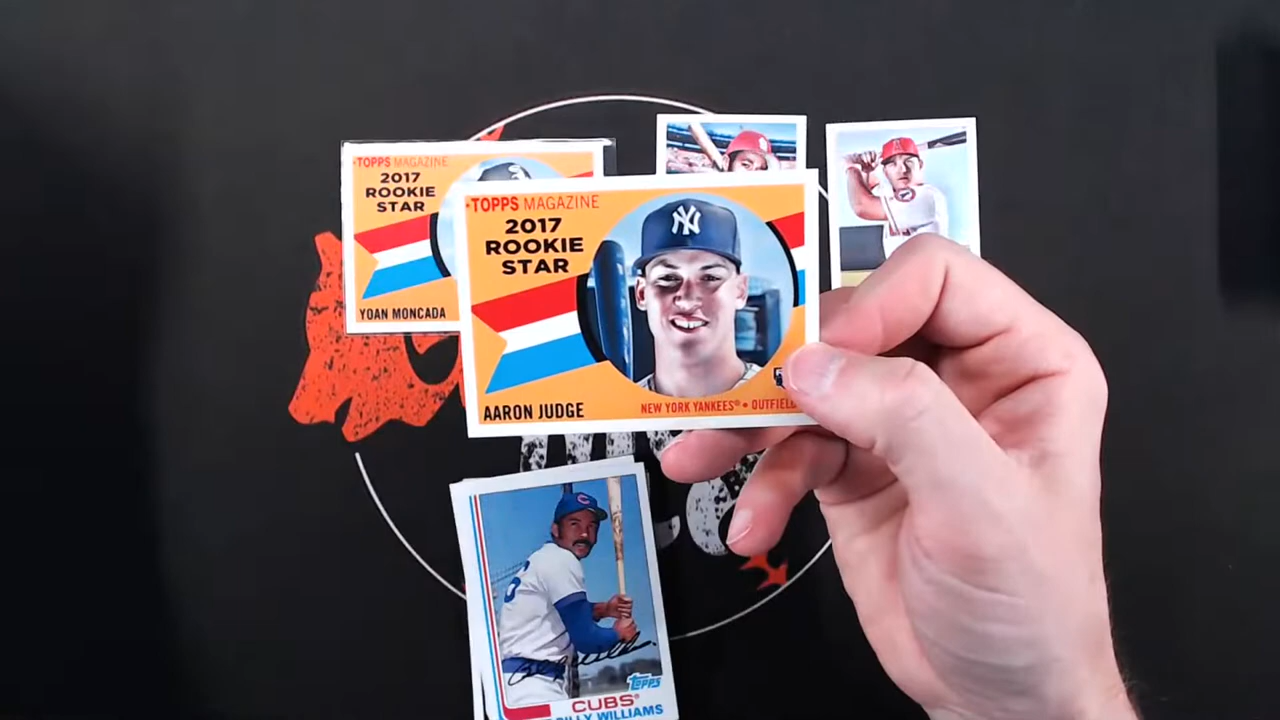 TOPPS MAGAZINE
2017
ROOKIE
STAR
YOAN MONCADA
TOPPS MAGAZINE
2017
ROOKIE
STAR
NY
AARON JUDGE
NEW YORK YANKEES® • OUTFIEL
C
A
TOPPS
CUBS®
BILLY WILLIAMS